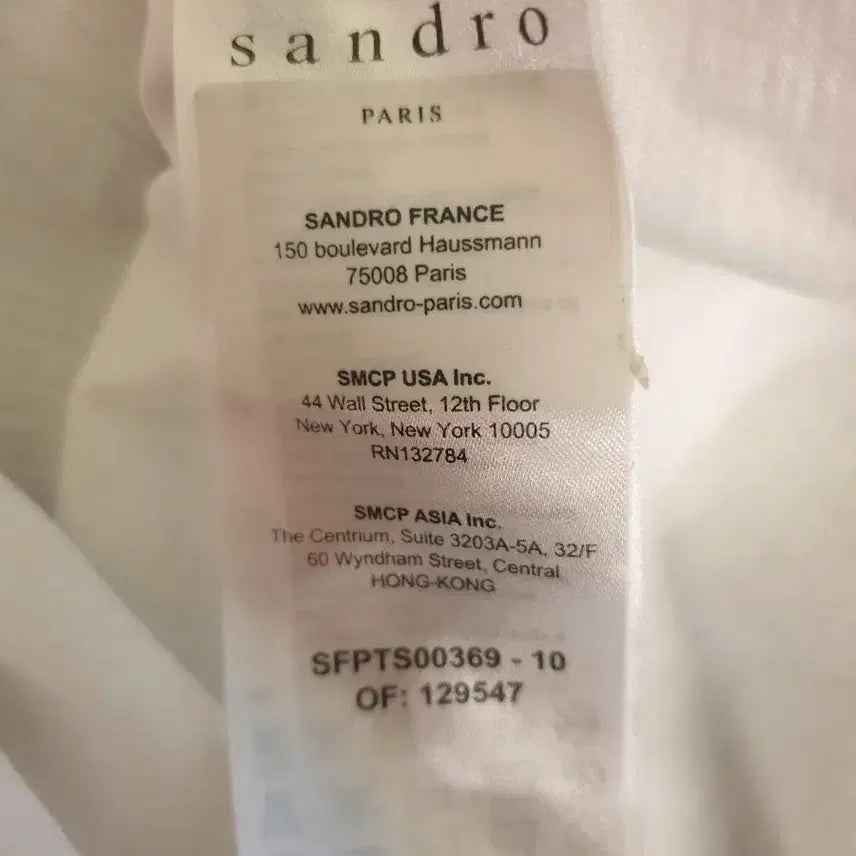 sandro
PARIS
SANDRO FRANCE
150 boulevard Haussmann
75008 Paris
www.sandro-paris.com
SMCP USA Inc.
44 Wall Street, 12th Floor
New York, New York 10005
RN132784
SMCP ASIA Inc.
The Centrium, Suite 3203A-5A, 32/F
60 Wyndham Street, Central
HONG-KONG
SFPTS00369 - 10
OF: 129547